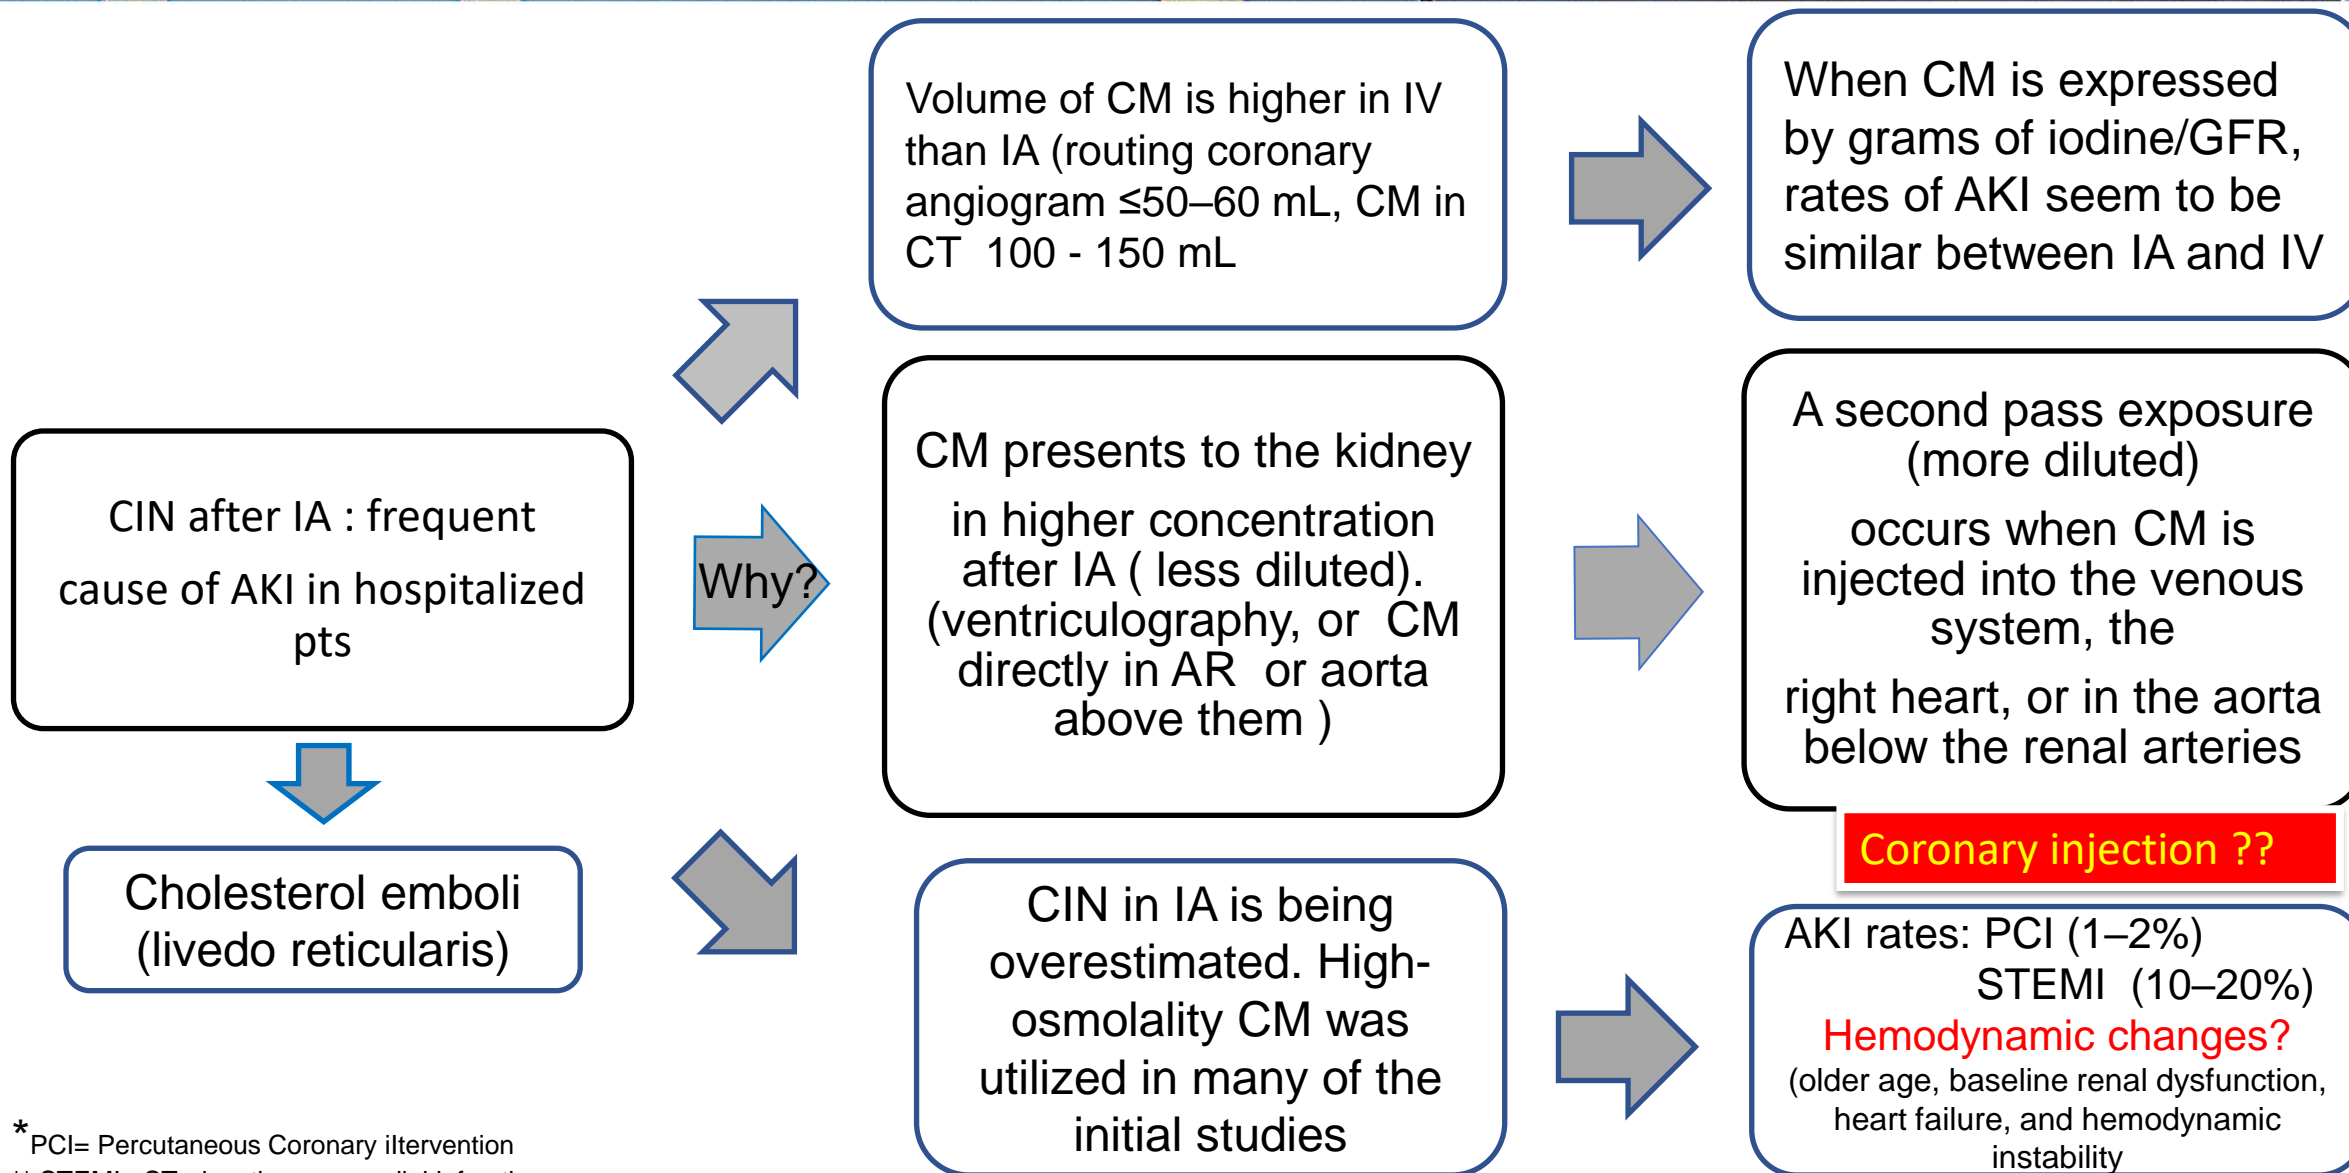 CIN after IA : frequent
cause of AKI in hospitalized
pts
Cholesterol emboli
(livedo reticularis)
Why?
Volume of CM is higher in IV
than IA (routing coronary
angiogram ≤50–60 mL, CM in
CT 100 - 150 mL
When CM is expressed
by grams of iodine/GFR,
rates of AKI seem to be
similar between IA and IV
CM presents to the kidney
in higher concentration
after IA ( less diluted).
(ventriculography, or CM
directly in AR or aorta
above them )
A second pass exposure
(more diluted)
occurs when CM is
injected into the venous
system, the
right heart, or in the aorta
below the renal arteries
Coronary injection ??
CIN in IA is being
overestimated. High-
osmolality CM was
utilized in many of the
initial studies
AKI rates: PCI (1–2%)
STEMI (10–20%)
Hemodynamic changes?
(older age, baseline renal dysfunction,
heart failure, and hemodynamic
instability
*PCI= Percutaneous Coronary iItervention